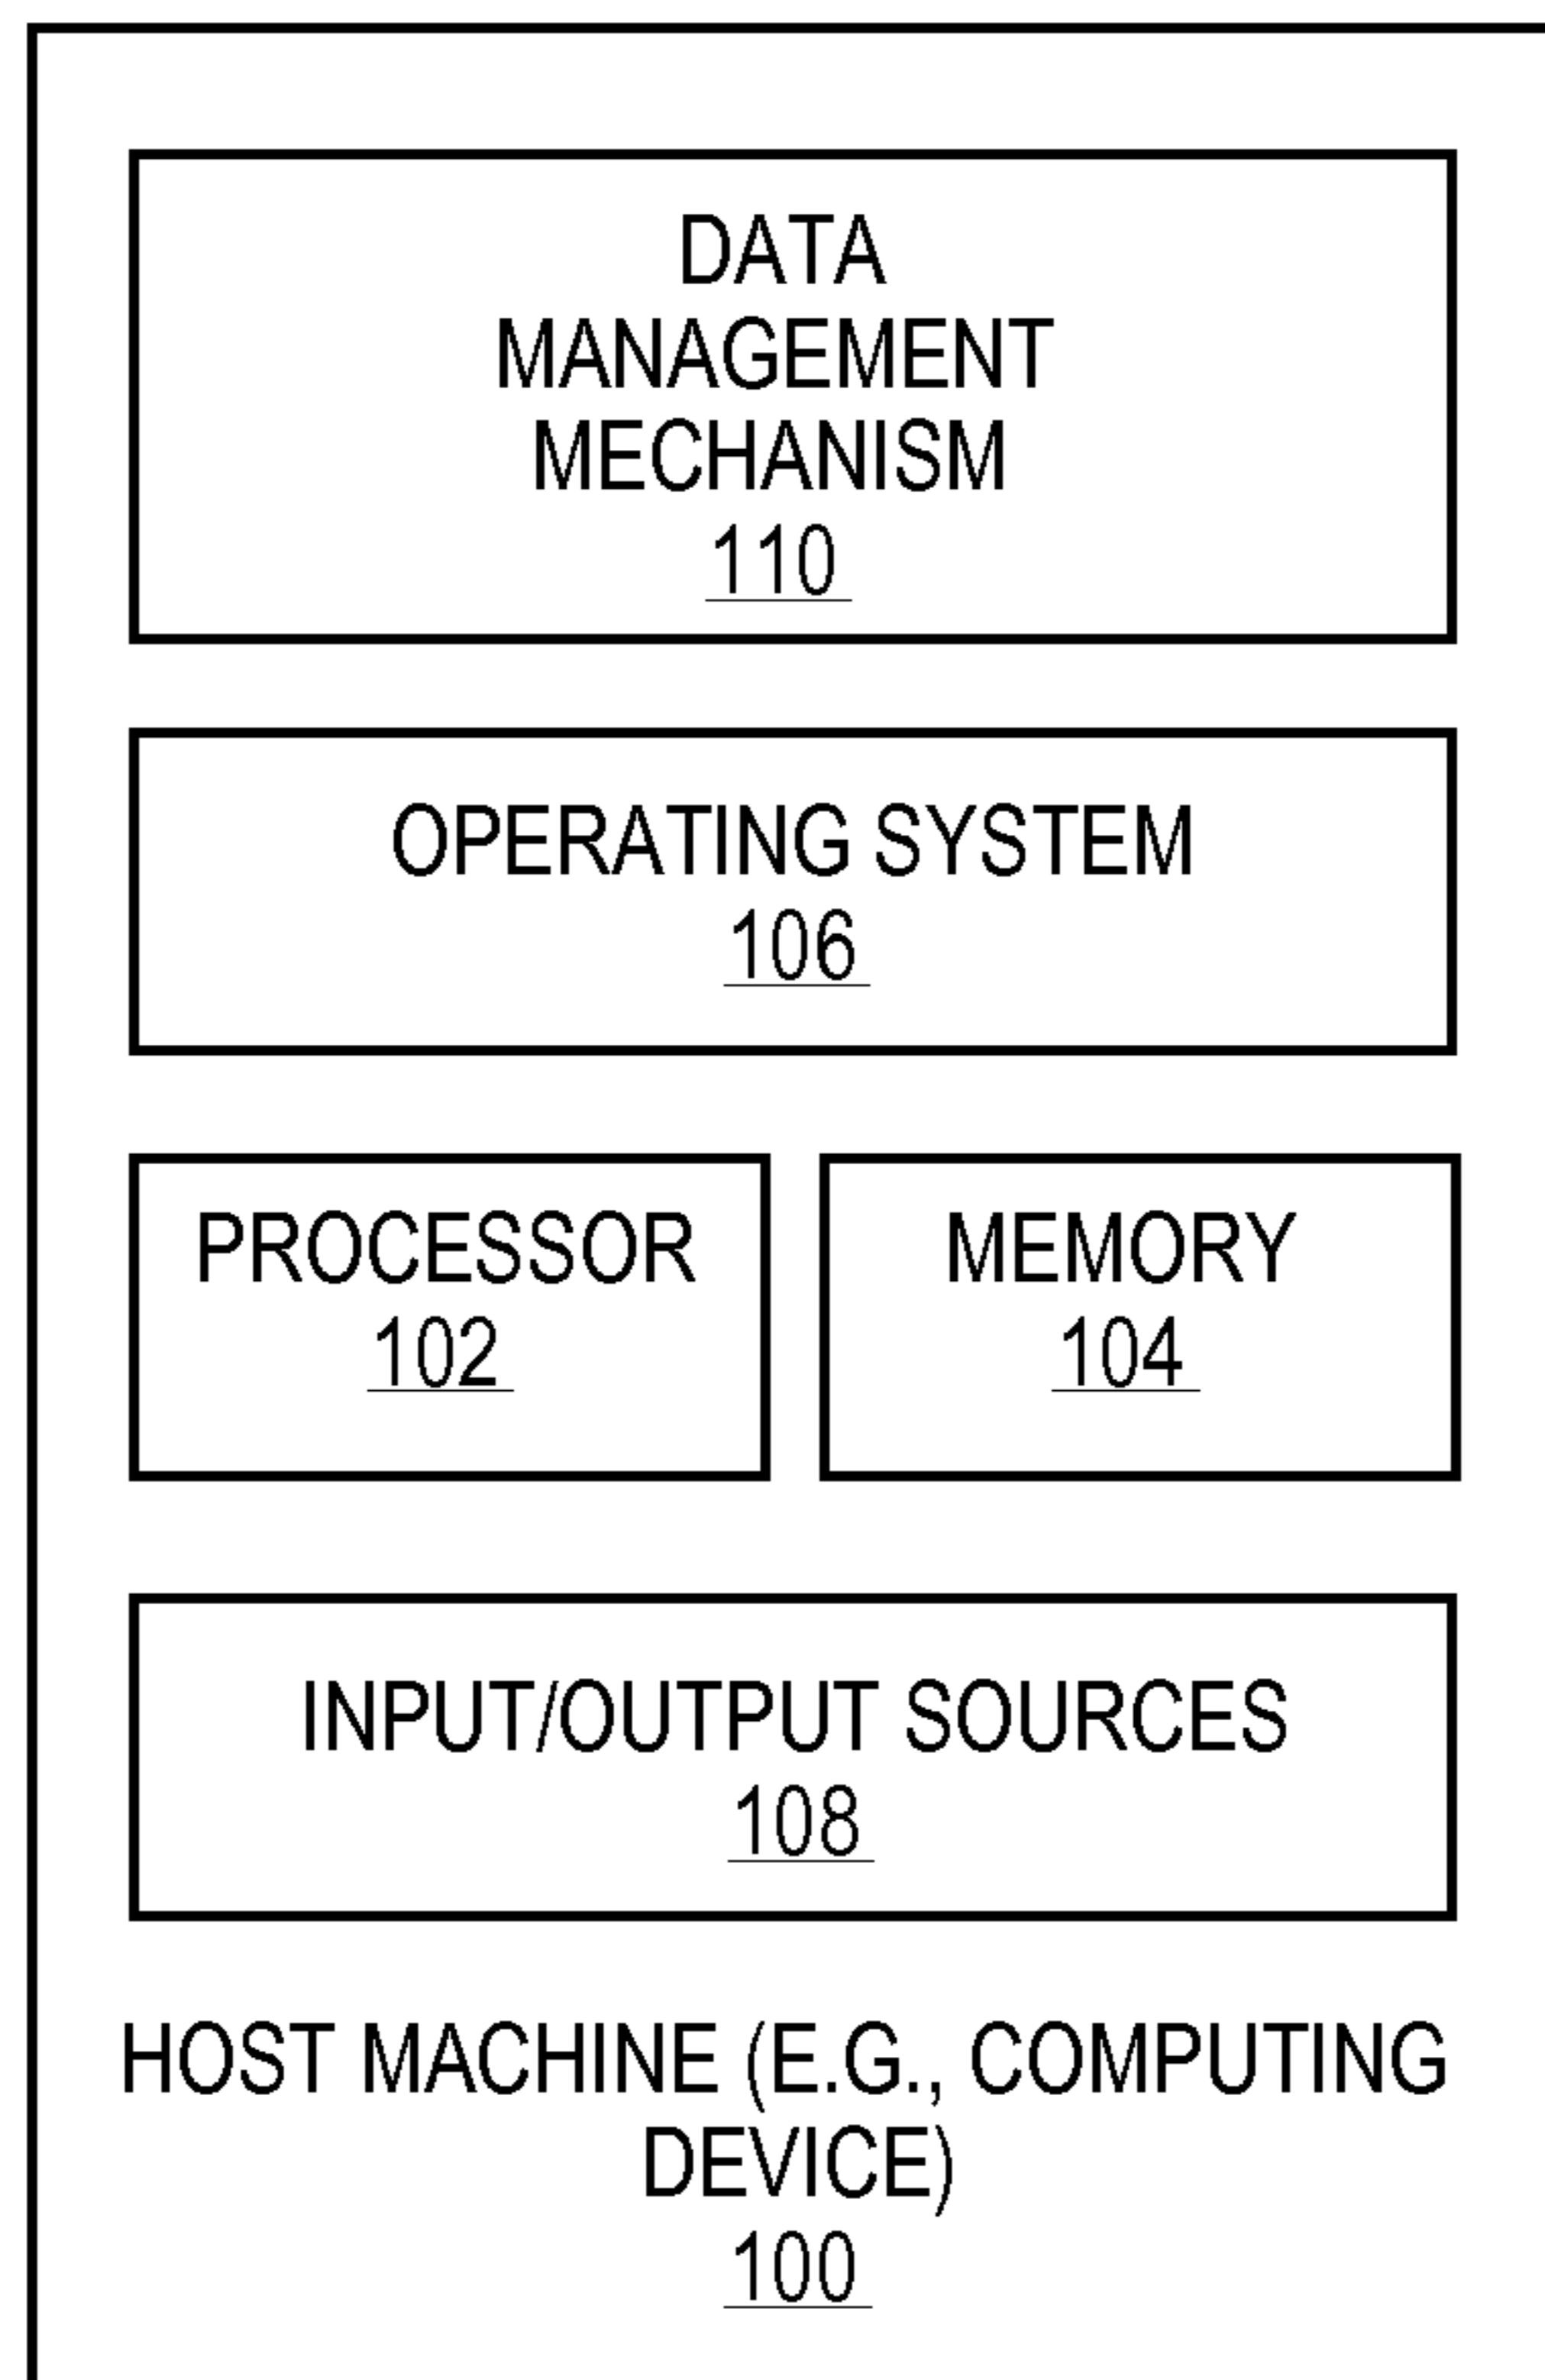 DATA
MANAGEMENT
MECHANISM
110
OPERATING SYSTEM
106
PROCESSOR
102
MEMORY
104
INPUT/OUTPUT SOURCES
108
HOST MACHINE (E.G., COMPUTING
DEVICE)
100